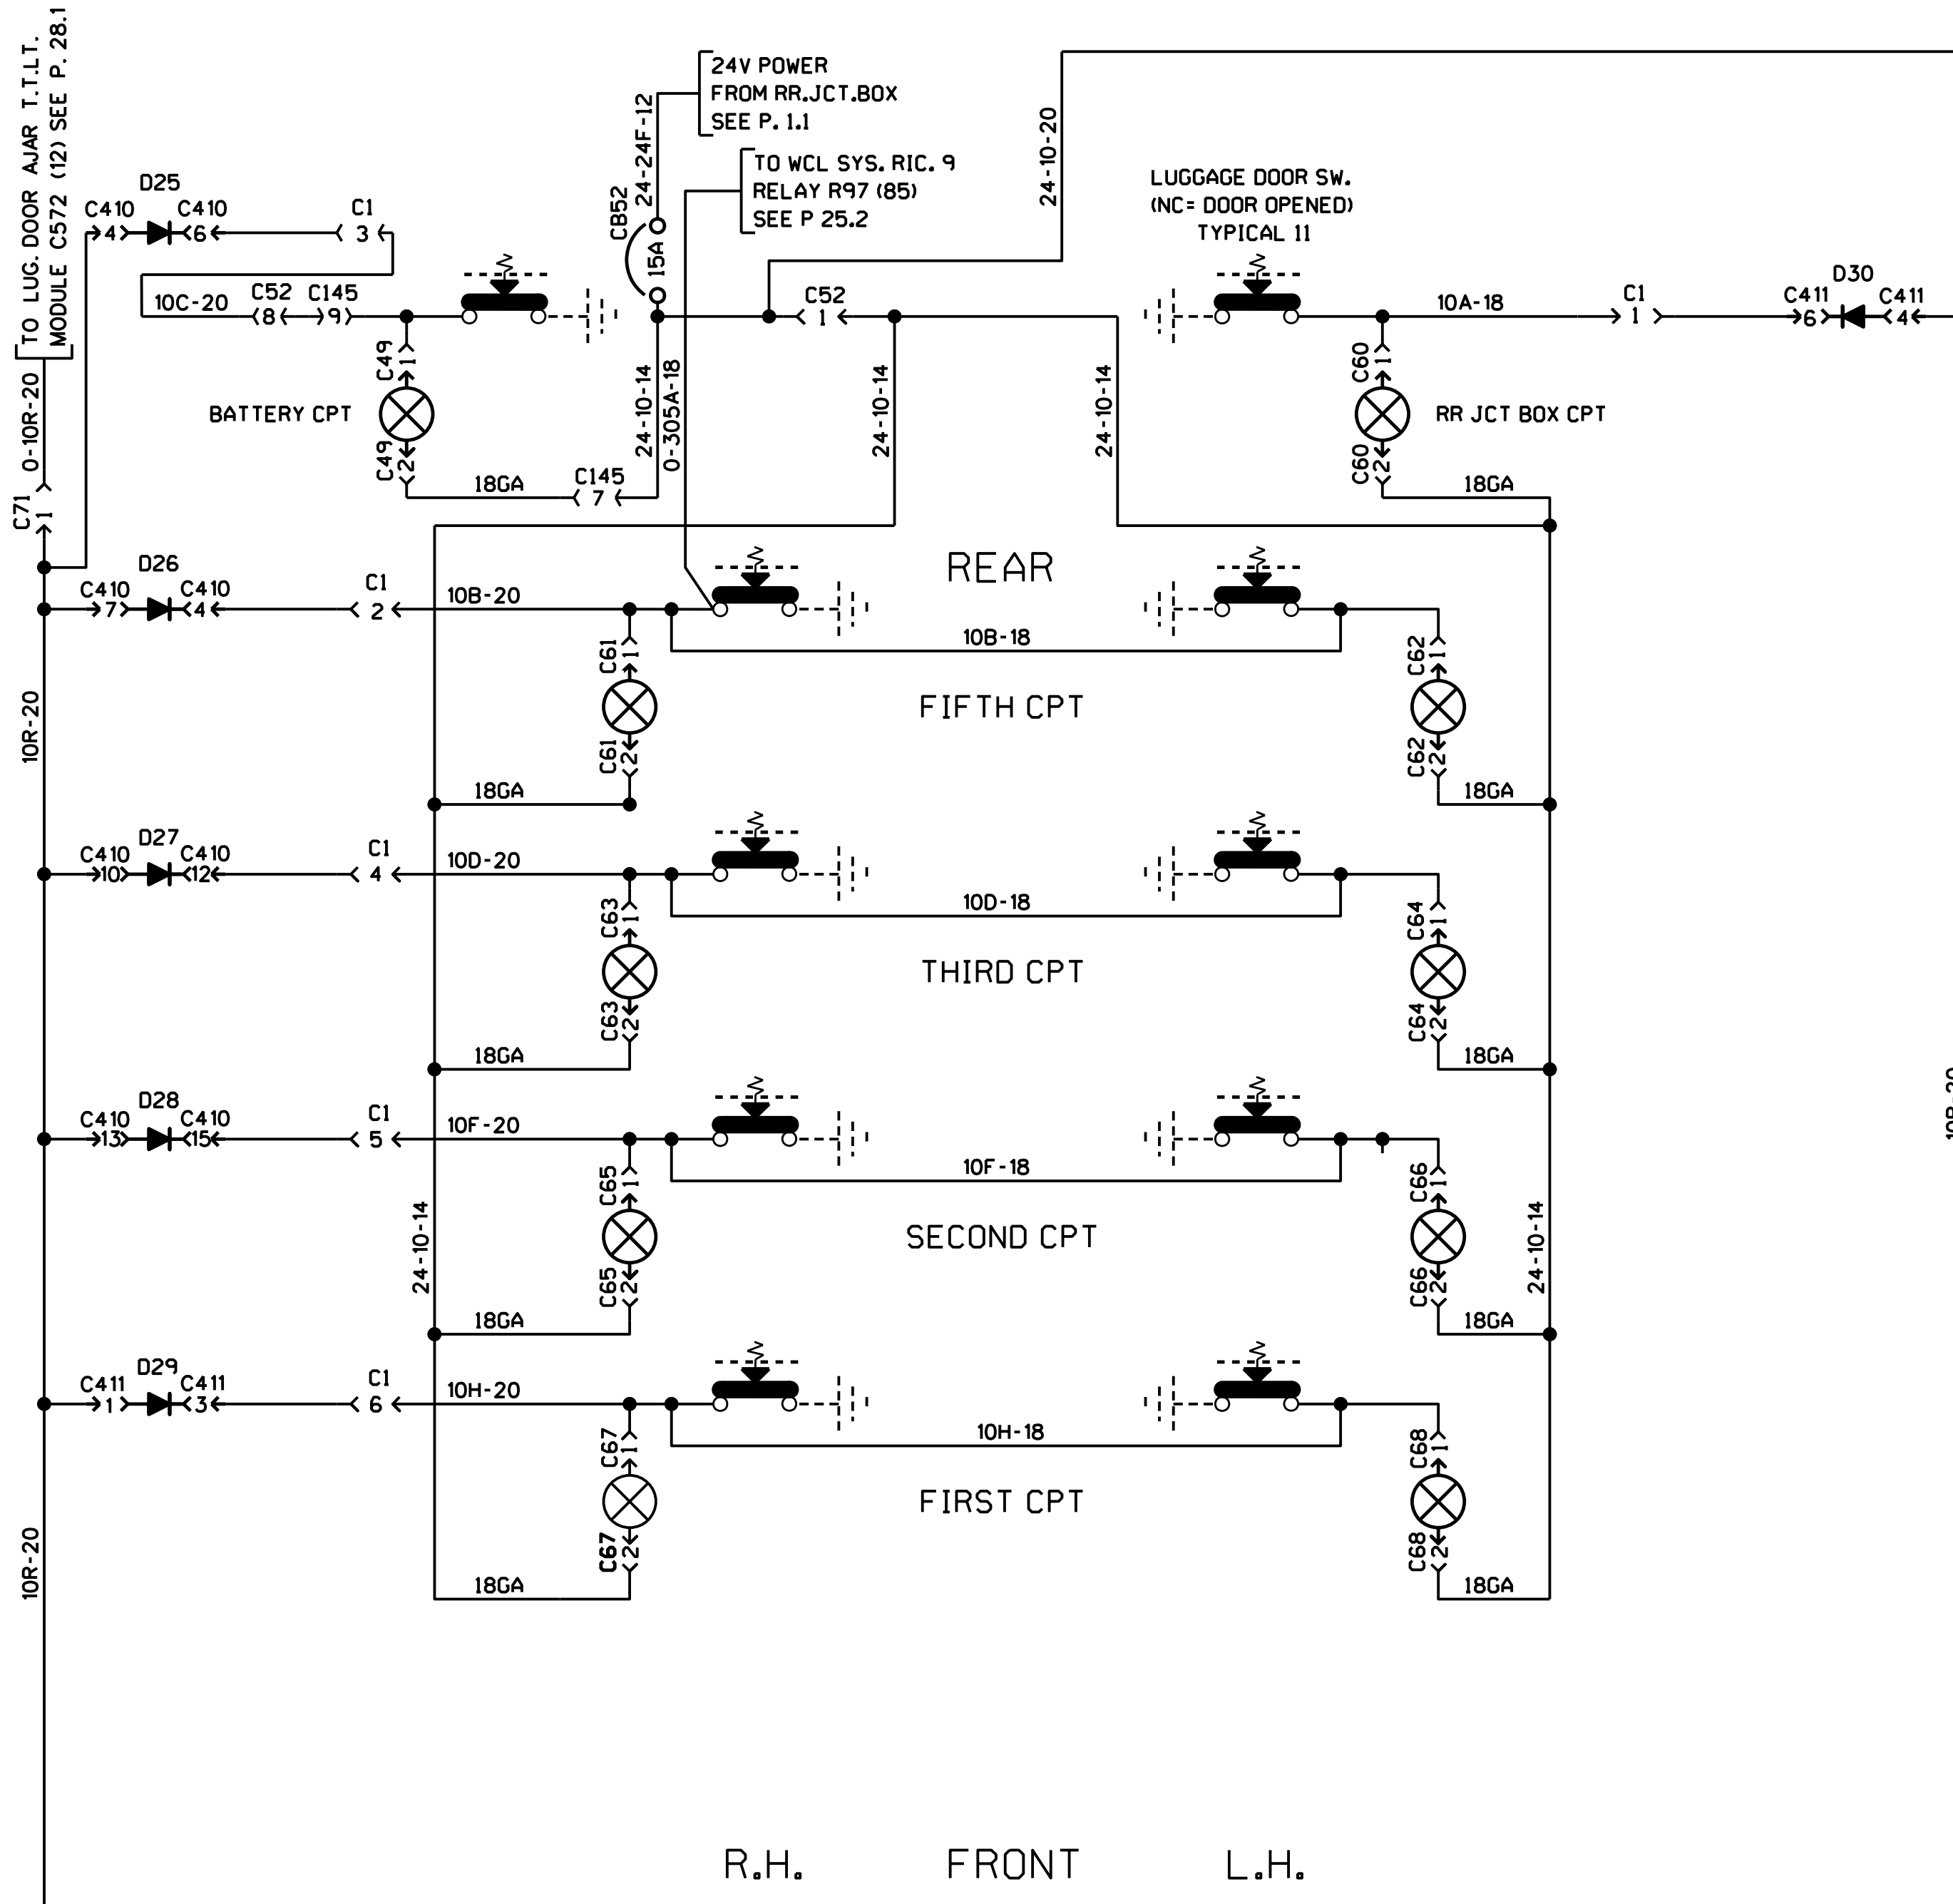 TO LUG. DOOR AJAR T.T.LT.
MODULE C572 (12) SEE P. 28.1
24V POWER
FROM RR.JCT.BOX
SEE P. 1.1
TO WCL SYS. RIC. 9
RELAY R97 (85)
SEE P 25.2
24-24F-12
CB52
15A
24-10-20
LUGGAGE DOOR SW.
(NC= DOOR OPENED)
TYPICAL 11
D25
C410
4
C410
6
C1
3
10C-20
C52
8
C145
9
C52
1
10A-18
C1
1
D30
C411
6
C411
4
0-10R-20
C71
1
BATTERY CPT
C49
1
C49
2
18GA
C145
7
24-10-14
0-305A-18
24-10-14
24-10-14
C60
1
C60
2
RR JCT BOX CPT
18GA
REAR
D26
C410
7
C410
4
C1
2
10B-20
10B-18
C61
1
C61
2
18GA
FIFTH CPT
C62
1
C62
2
18GA
10R-20
D27
C410
10
C410
12
C1
4
10D-20
10D-18
C63
1
C63
2
18GA
THIRD CPT
C64
1
C64
2
18GA
D28
C410
13
C410
15
C1
5
10F-20
10F-18
C65
1
C65
2
18GA
SECOND CPT
C66
1
C66
2
18GA
24-10-14
24-10-14
D29
C411
1
C411
3
C1
6
10H-20
10H-18
C67
1
C67
2
18GA
FIRST CPT
C68
1
C68
2
18GA
10R-20
R.H.
FRONT
L.H.